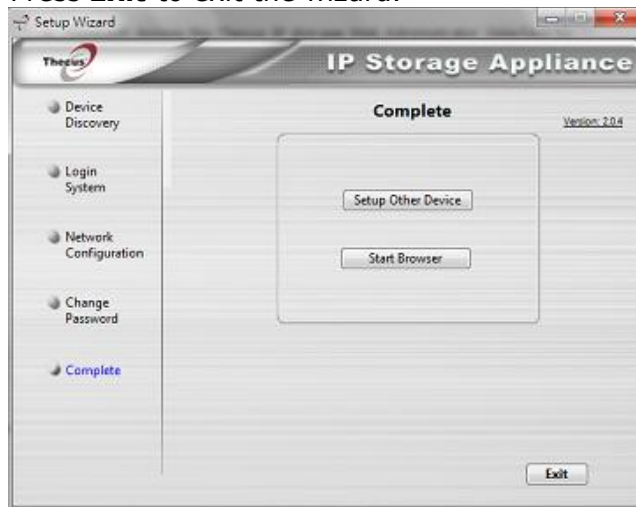 Press Exit to exit the wizard.
Setup Wizard
Thecus
IP Storage Appliance
Device
Discovery
Login
System
Network
Configuration
Change
Password
Complete
Complete
Version: 2.0.4
Setup Other Device
Start Browser
Exit